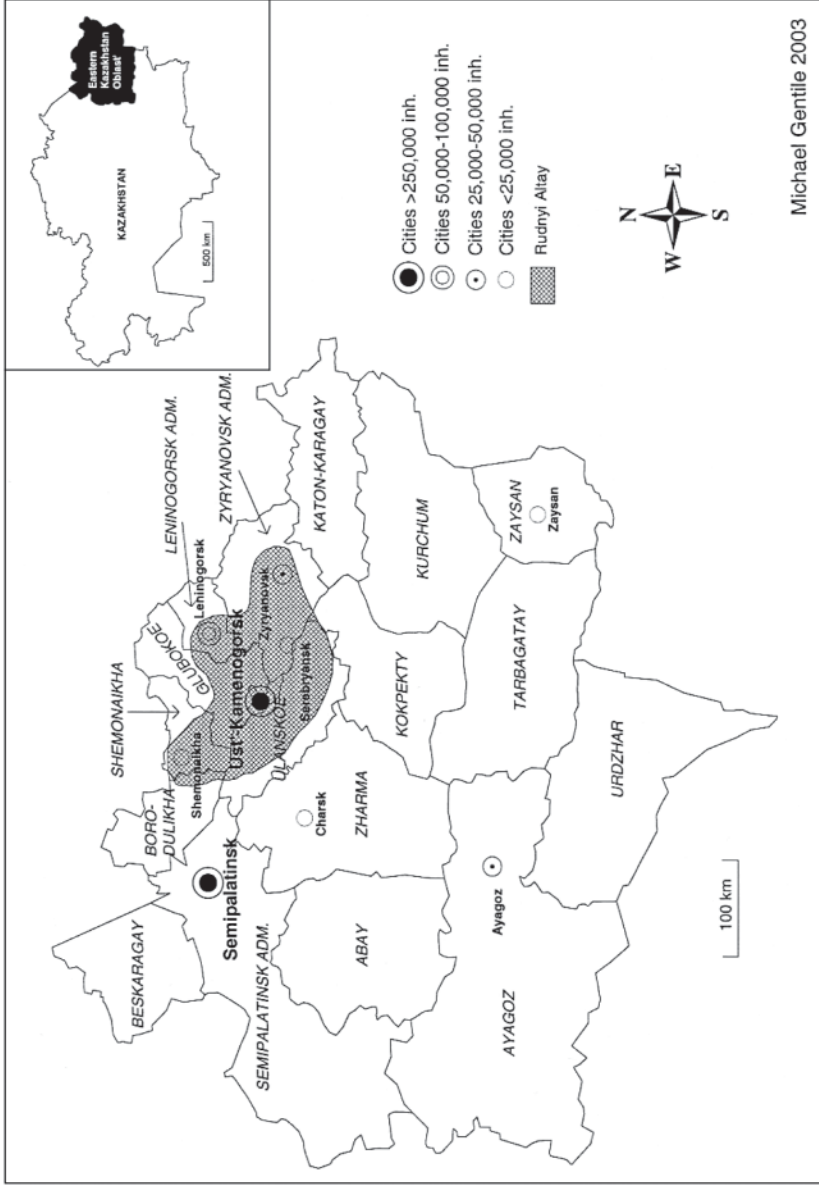 Eastern
Kazakhstan
Oblast'
KAZAKHSTAN
500 km
Cities >250,000 inh.
Cities 50,000-100,000 inh.
Cities 25,000-50,000 inh.
Cities <25,000 inh.
Rudnyi Altay
N
W
E
S
Michael Gentile 2003
LENINOGORSK ADM.
ZYRYANOVSK ADM.
SHEMONAIKHA
GLUBOKOE
Leninogorsk
KATON-KARAGAY
BORO-
DULIKHA
Shemonaikha
Ust'-Kamenogorsk
Zyryanovsk
ULANSKOE
Serebryansk
KURCHUM
ZAYSAN
Zaysan
BESKARAGAY
Semipalatinsk
SEMIPALATINSK ADM.
Charsk
ZHARMA
KOKPEKTY
TARBAGATAY
ABAY
Ayagoz
AYAGOZ
URDZHAR
100 km